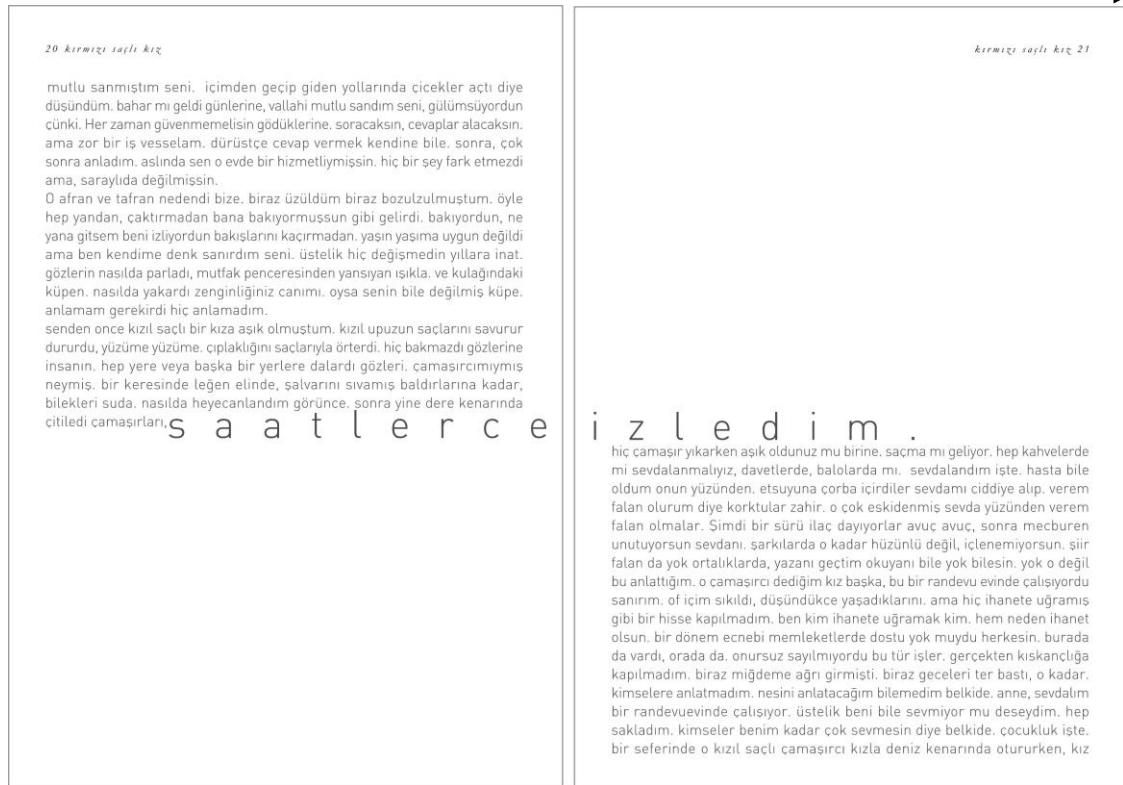 20 kırmızı saçlı kız
mutlu sanmıştım seni. içimden geçip giden yollarında çicekler açtı diye
düşündüm. bahar mı geldi günlerine, vallahi mutlu sandım seni, gülümsüyordun
çünki. Her zaman güvenmemelisin gödüklerine. soracaksın, cevaplar alacaksın.
ama zor bir iş vesselam. dürüstçe cevap vermek kendine bile. sonra, çok
sonra anladım. aslında sen o evde bir hizmetliymişsin. hiç bir şey fark etmezdi
ama, saraylıda değilmişsin.
O afran ve tafran nedendi bize. biraz üzüldüm biraz bozulzulmuştum. öyle
hep yandan, çaktırmadan bana bakıyormuşsun gibi gelirdi. bakıyordun, ne
yana gitsem beni izliyordun bakışlarını kaçırmadan. yaşın yaşıma uygun değildi
ama ben kendime denk sanırdım seni. üstelik hiç değişmedin yıllara inat.
gözlerin nasılda parladı, mutfak penceresinden yansıyan ışıkla. ve kulağındaki
küpen. nasılda yakardı zenginliğiniz canımı. oysa senin bile değilmiş küpe.
anlamam gerekirdi hiç anlamadım.
senden once kızıl saçlı bir kıza aşık olmuştum. kızıl upuzun saçlarını savurur
dururdu, yüzüme yüzüme. çıplaklığını saçlarıyla örterdi. hiç bakmazdı gözlerine
insanın. hep yere veya başka bir yerlere dalardı gözleri. çamaşırcımıymış
neymiş. bir keresinde leğen elinde, şalvarını sıvamış baldırlarına kadar,
bilekleri suda. nasılda heyecanlandım görünce. sonra yine dere kenarında
çitiledi çamaşırları, saatlerce izledim.
kırmızı saçlı kız 21
hiç çamaşır yıkarken aşık oldunuz mu birine. saçma mı geliyor. hep kahvelerde
mi sevdalanmalıyız, davetlerde, balolarda mı. sevdalandım işte. hasta bile
oldum onun yüzünden. etsuyuna çorba içirdiler sevdamı ciddiye alıp. verem
falan olurum diye korktular zahir. o çok eskidenmiş sevda yüzünden verem
falan olmalar. Şimdi bir sürü ilaç dayıyorlar avuç avuç, sonra mecburen
unutuyorsun sevdanı. şarkılarda o kadar hüzünlü değil, içlenemiyorsun. şiir
falan da yok ortalıklarda, yazanı geçtim okuyanı bile yok bilesin. yok o değil
bu anlattığım. o çamaşırcı dediğim kız başka, bu bir randevu evinde çalışıyordu
sanırım. of içim sıkıldı, düşündükce yaşadıklarını. ama hiç ihanete uğramış
gibi bir hisse kapılmadım. ben kim ihanete uğramak kim. hem neden ihanet
olsun. bir dönem ecnebi memleketlerde dostu yok muydu herkesin. burada
da vardı, orada da. onursuz sayılmıyordu bu tür işler. gerçekten kıskançlığa
kapılmadım. biraz miğdeme ağrı girmişti. biraz geceleri ter bastı, o kadar.
kimselere anlatmadım. nesini anlatacağım bilemedim belkide. anne, sevdalım
bir randevuevinde çalışıyor. üstelik beni bile sevmiyor mu deseydim. hep
sakladım. kimseler benim kadar çok sevmesin diye belkide. çocukluk işte.
bir seferinde o kızıl saçlı çamaşırcı kızla deniz kenarında otururken, kız